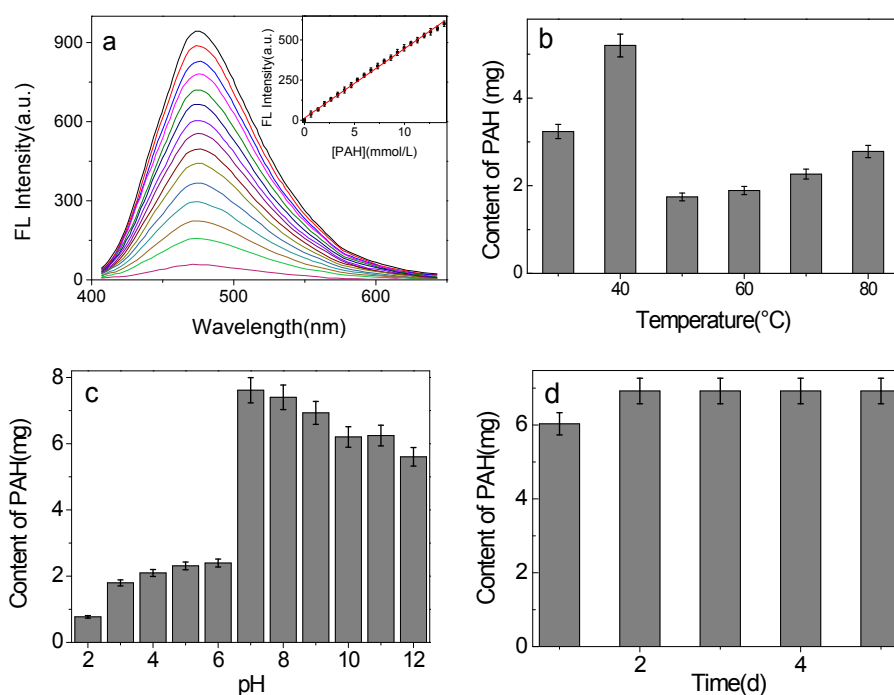 a
900
600
300
0
FL Intensity(a.u.)
400
500
600
Wavelength(nm)
500
250
0
FL Intensity(a.u.)
0
5
10
[PAH](mmol/L)
b
4
2
0
Content of PAH (mg)
40
60
80
Temperature(°C)
c
8
6
4
2
0
Content of PAH(mg)
2
4
6
8
10
12
pH
d
6
4
2
0
Content of PAH(mg)
2
4
Time(d)